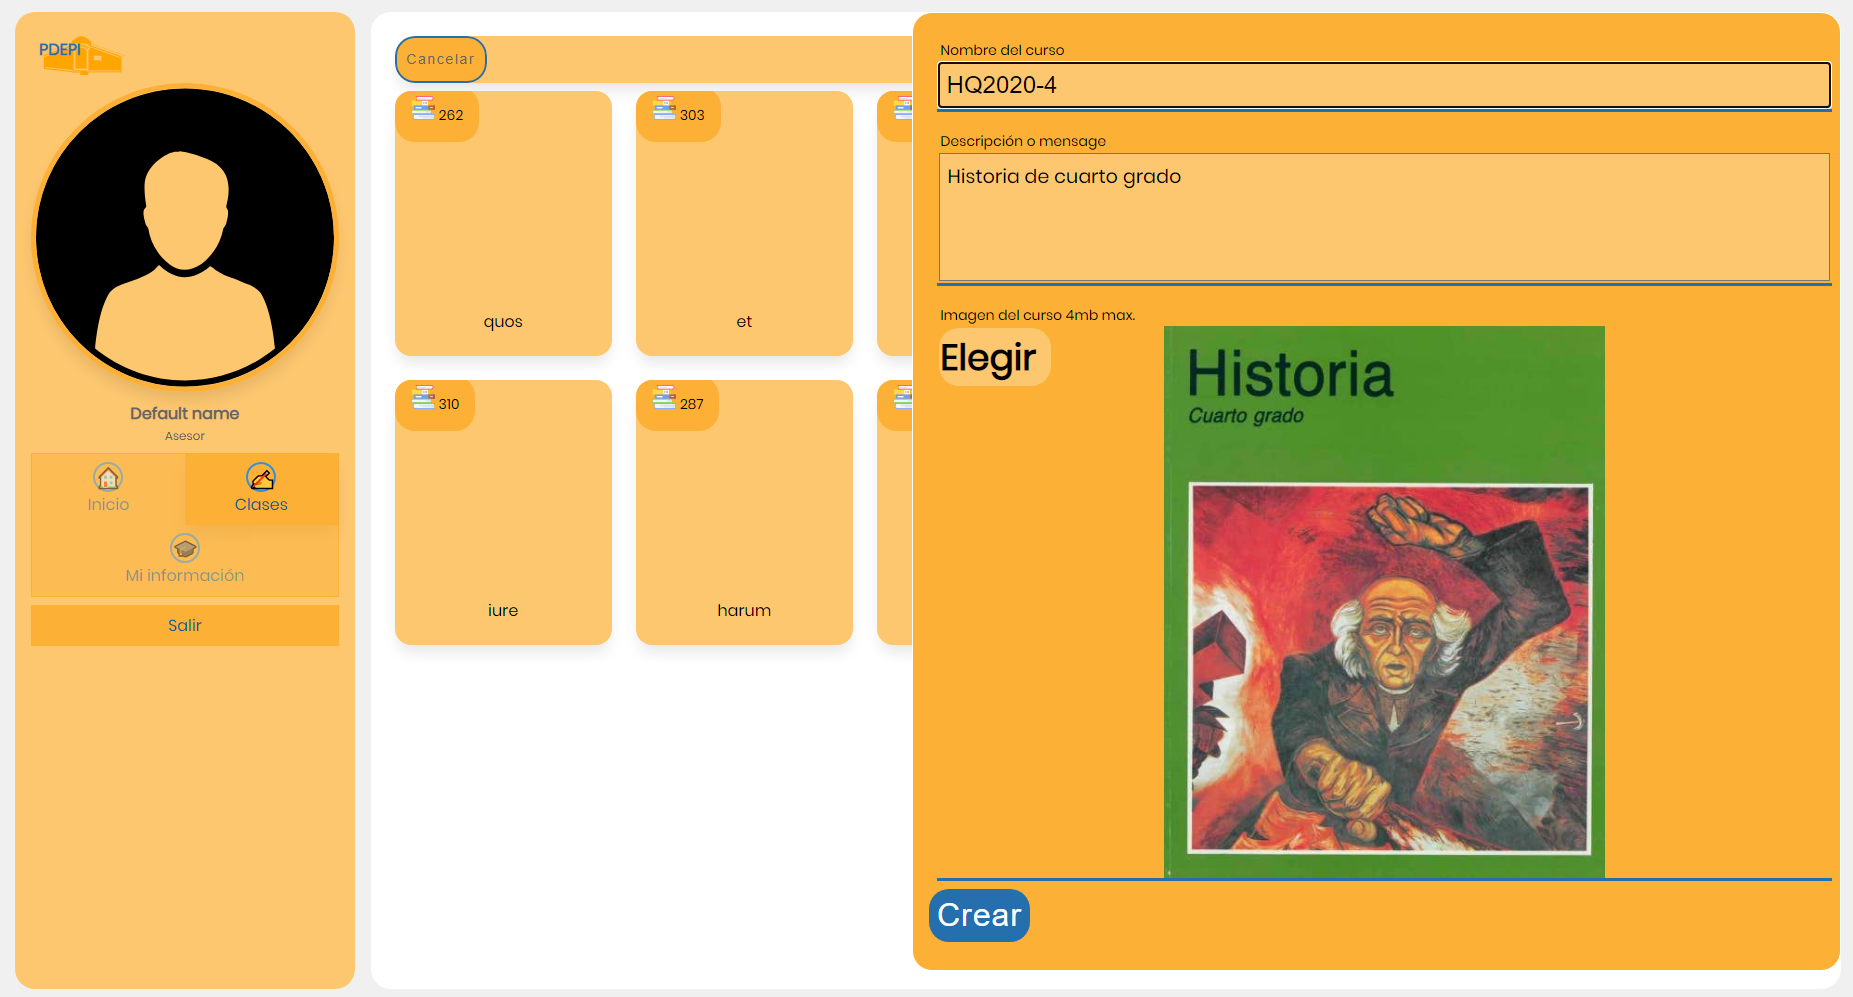 PDEPI
Default name
Asesor
Inicio
Clases
Mi información
Salir
Cancelar
262
quos
303
et
310
iure
287
harum
Nombre del curso
HQ2020-4
Descripción o mensage
Historia de cuarto grado
Imagen del curso 4mb max.
Elegir
Historia
Cuarto grado
Crear